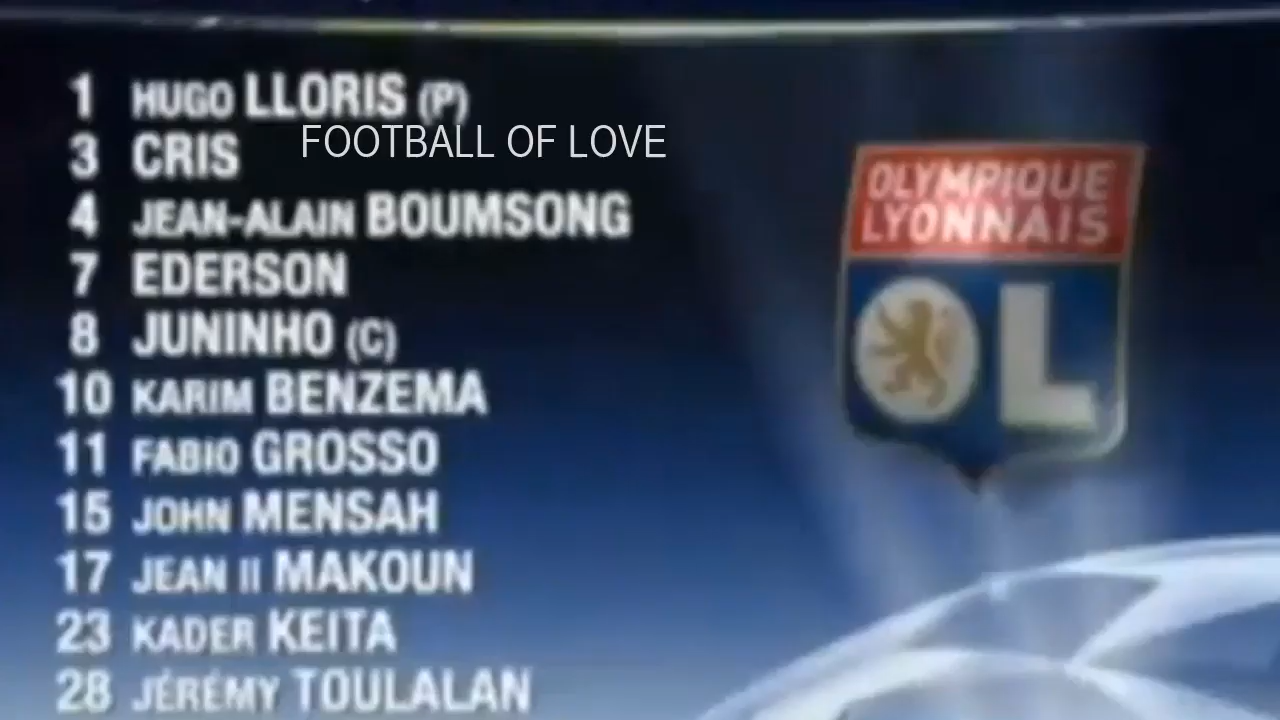 1 HUGO LLORIS (P)
FOOTBALL OF LOVE
3 CRIS
4 JEAN-ALAIN BOUMSONG
7 EDERSON
8 JUNINHO (C)
10 KARIM BENZEMA
11 FABIO GROSSO
15 JOHN MENSAH
17 JEAN II MAKOUN
23 KADER KEITA
28 JÉRÉMY TOULALAN
OLYMPIQUE
LYONNAIS
OL